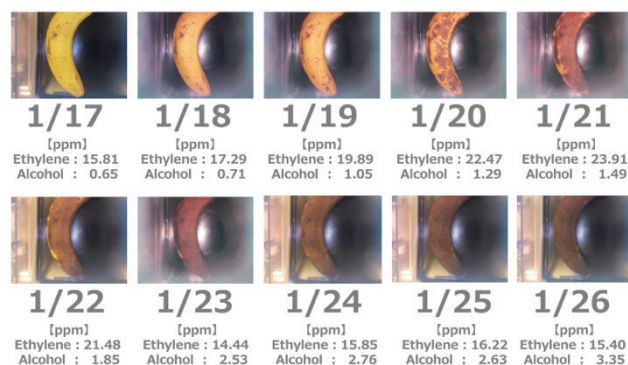 1/17
[ppm]
Ethylene : 15.81
Alcohol : 0.65
1/18
[ppm]
Ethylene : 17.29
Alcohol : 0.71
1/19
[ppm]
Ethylene : 19.89
Alcohol : 1.05
1/20
[ppm]
Ethylene : 22.47
Alcohol : 1.29
1/21
[ppm]
Ethylene : 23.91
Alcohol : 1.49
1/22
[ppm]
Ethylene : 21.48
Alcohol : 1.85
1/23
[ppm]
Ethylene : 14.44
Alcohol : 2.53
1/24
[ppm]
Ethylene : 15.85
Alcohol : 2.76
1/25
[ppm]
Ethylene : 16.22
Alcohol : 2.63
1/26
[ppm]
Ethylene : 15.40
Alcohol : 3.35